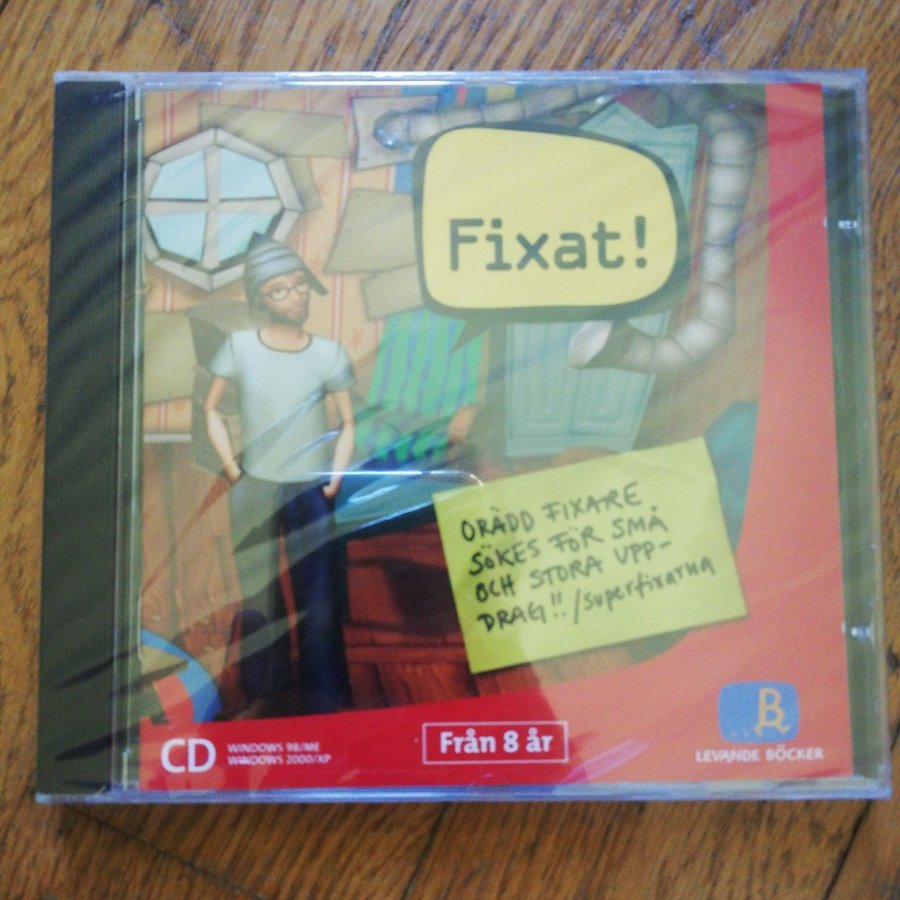 Fixat!
ORÄDD FIXARE
SÖKES FÖR SMÅ
OCH STORA UPP-
DRAG!! /superfixarna
CD
WINDOWS 98/ME
WINDOWS 2000/XP
Från 8 år
B
LEVANDE BÖCKER